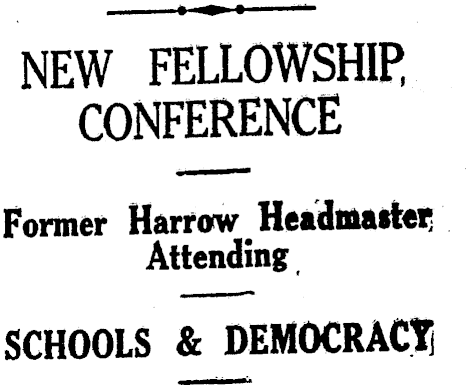 NEW FELLOWSHIP
CONFERENCE
Former Harrow Headmaster
Attending
SCHOOLS & DEMOCRACY